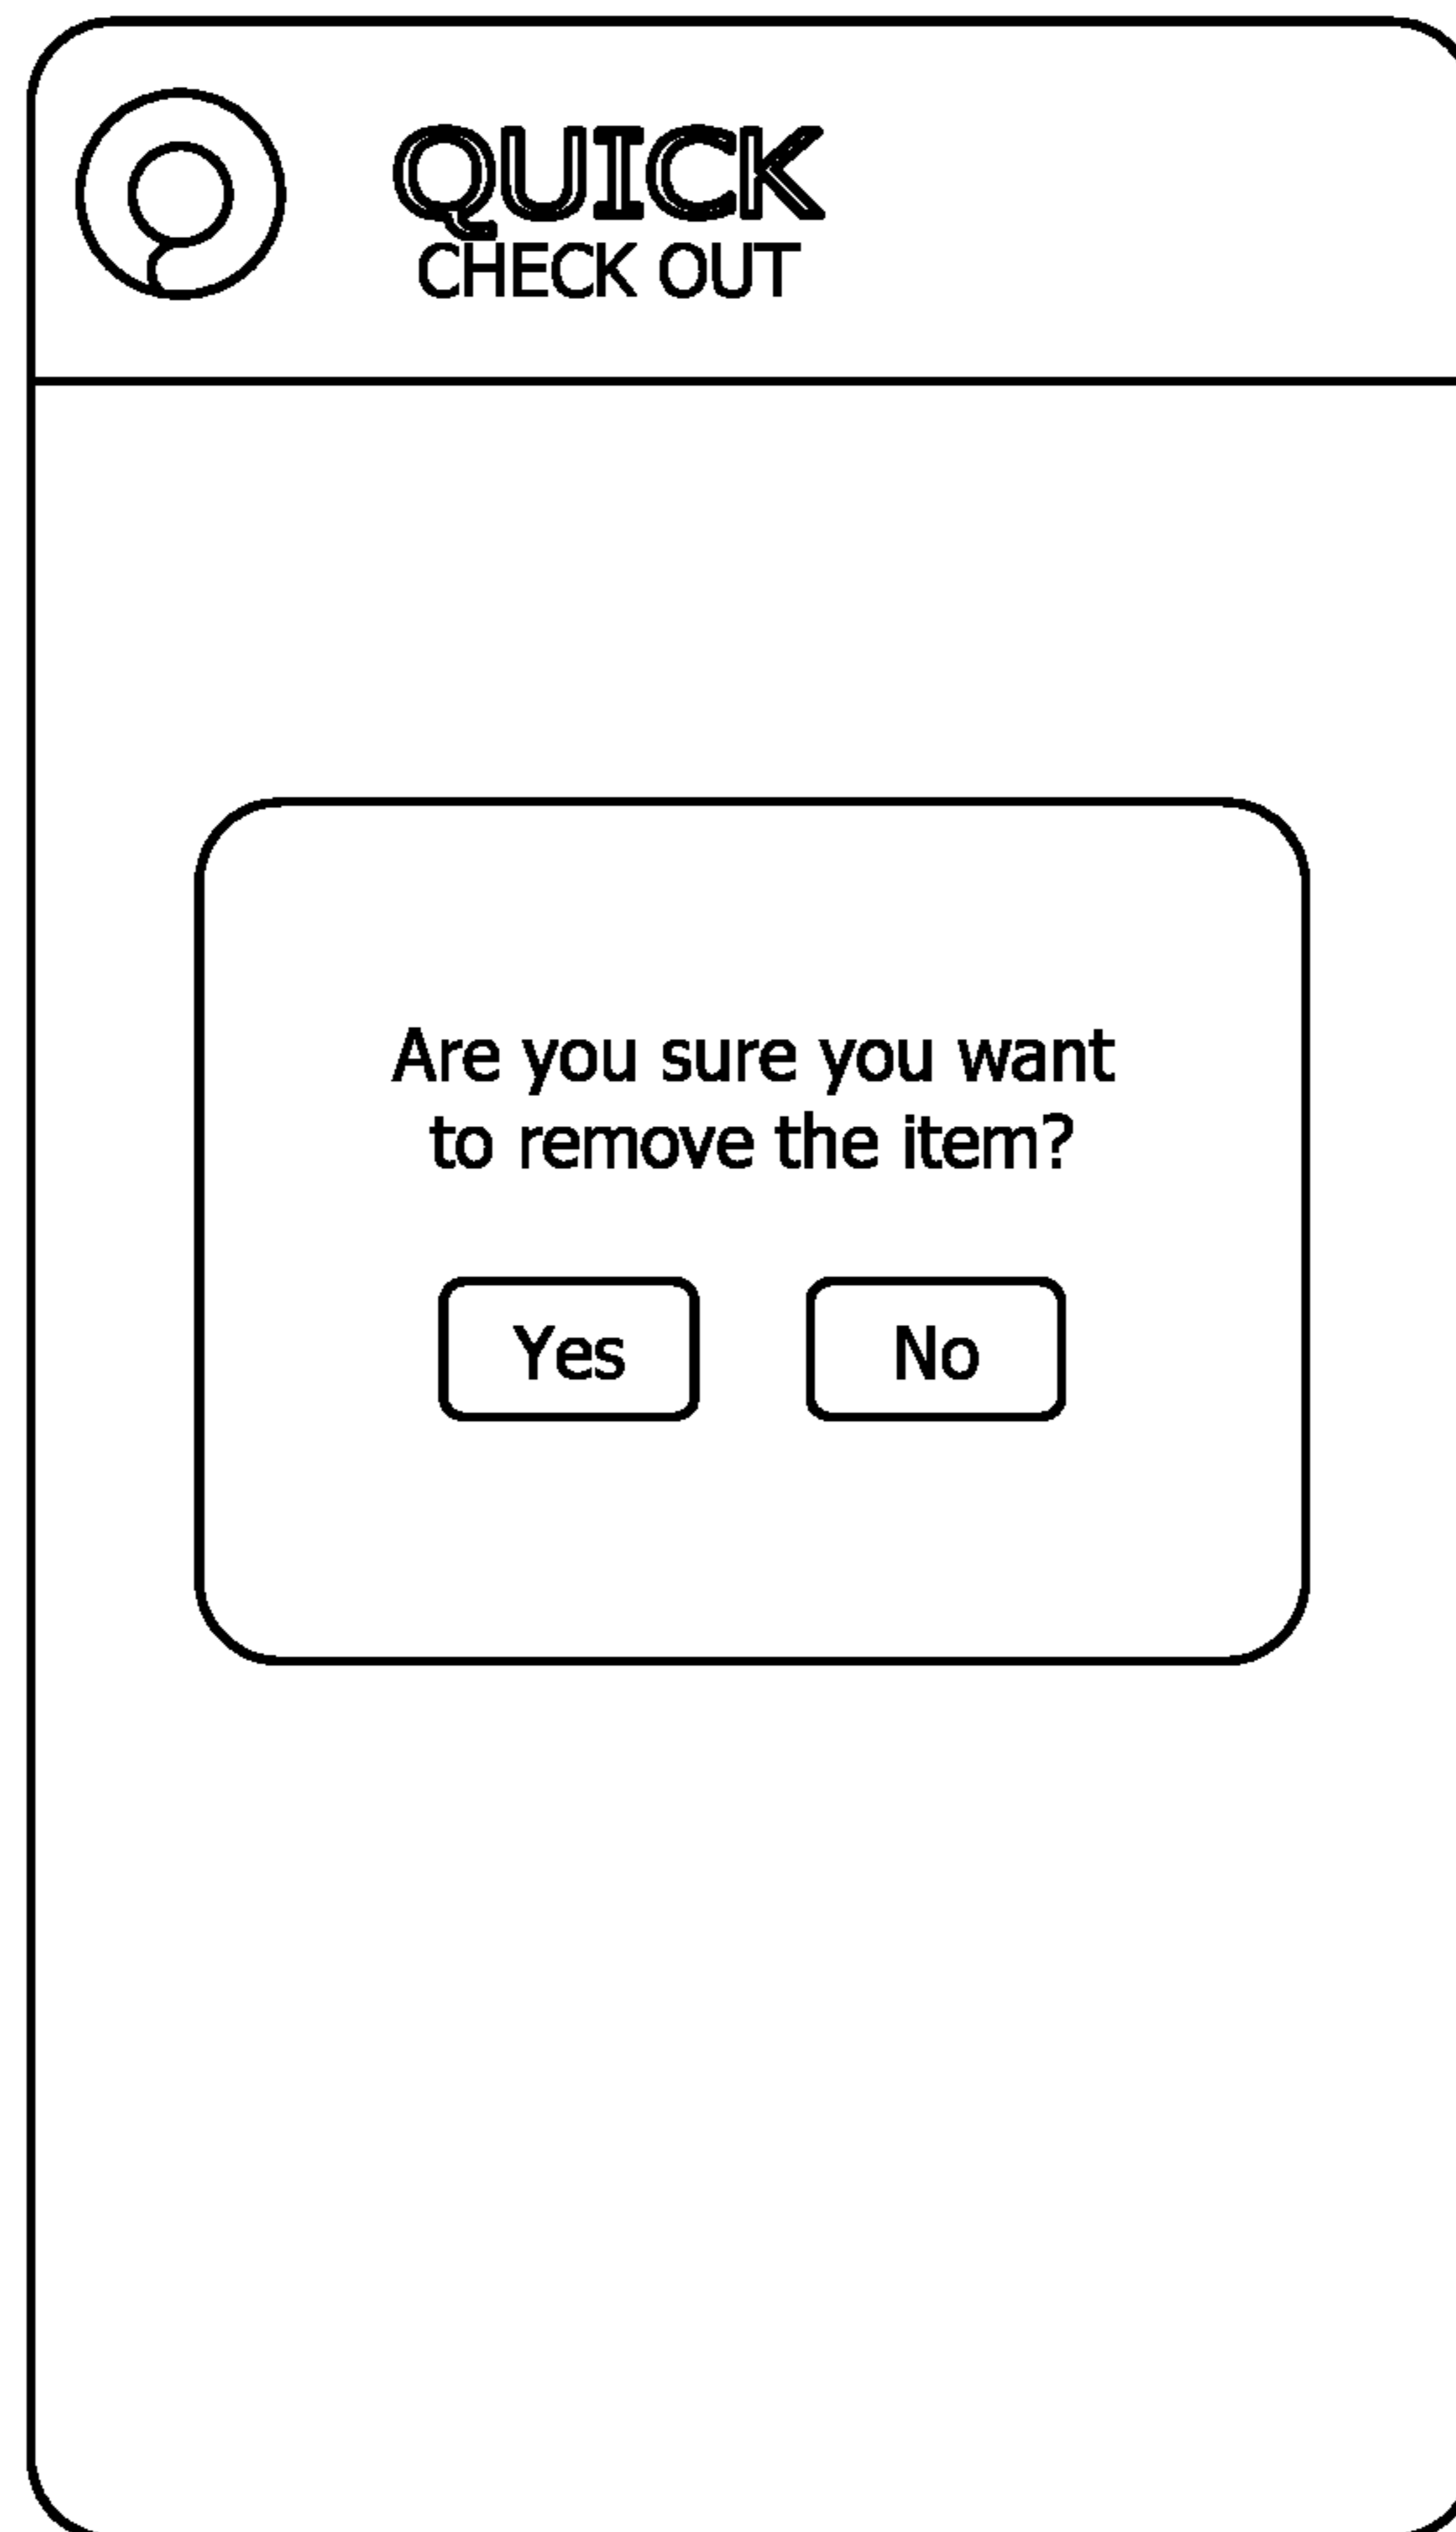 QUICK
CHECK OUT
Are you sure you want
to remove the item?
Yes No